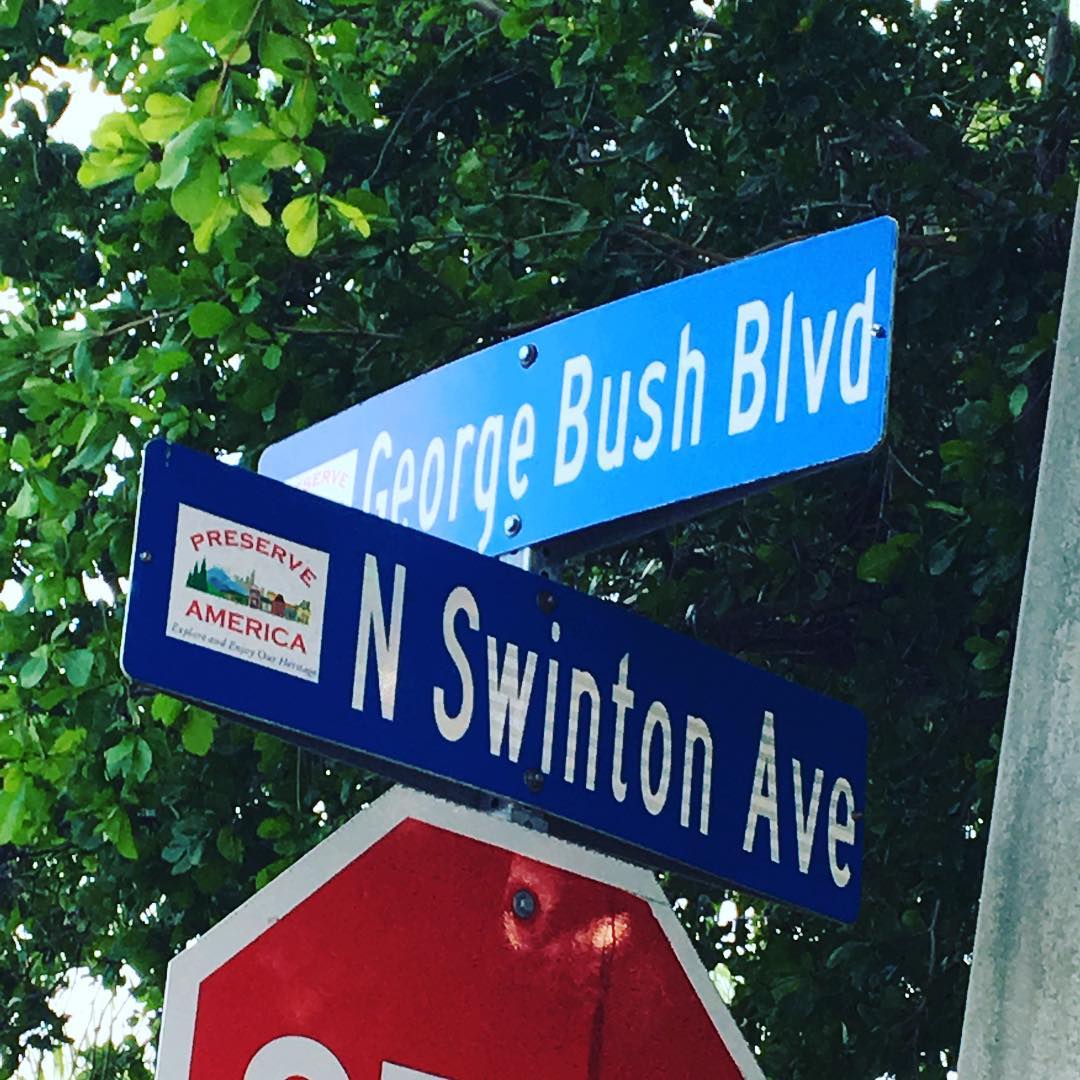 George Bush Blvd
PRESERVE
AMERICA
Explore and Enjoy Our Heritage
N Swinton Ave